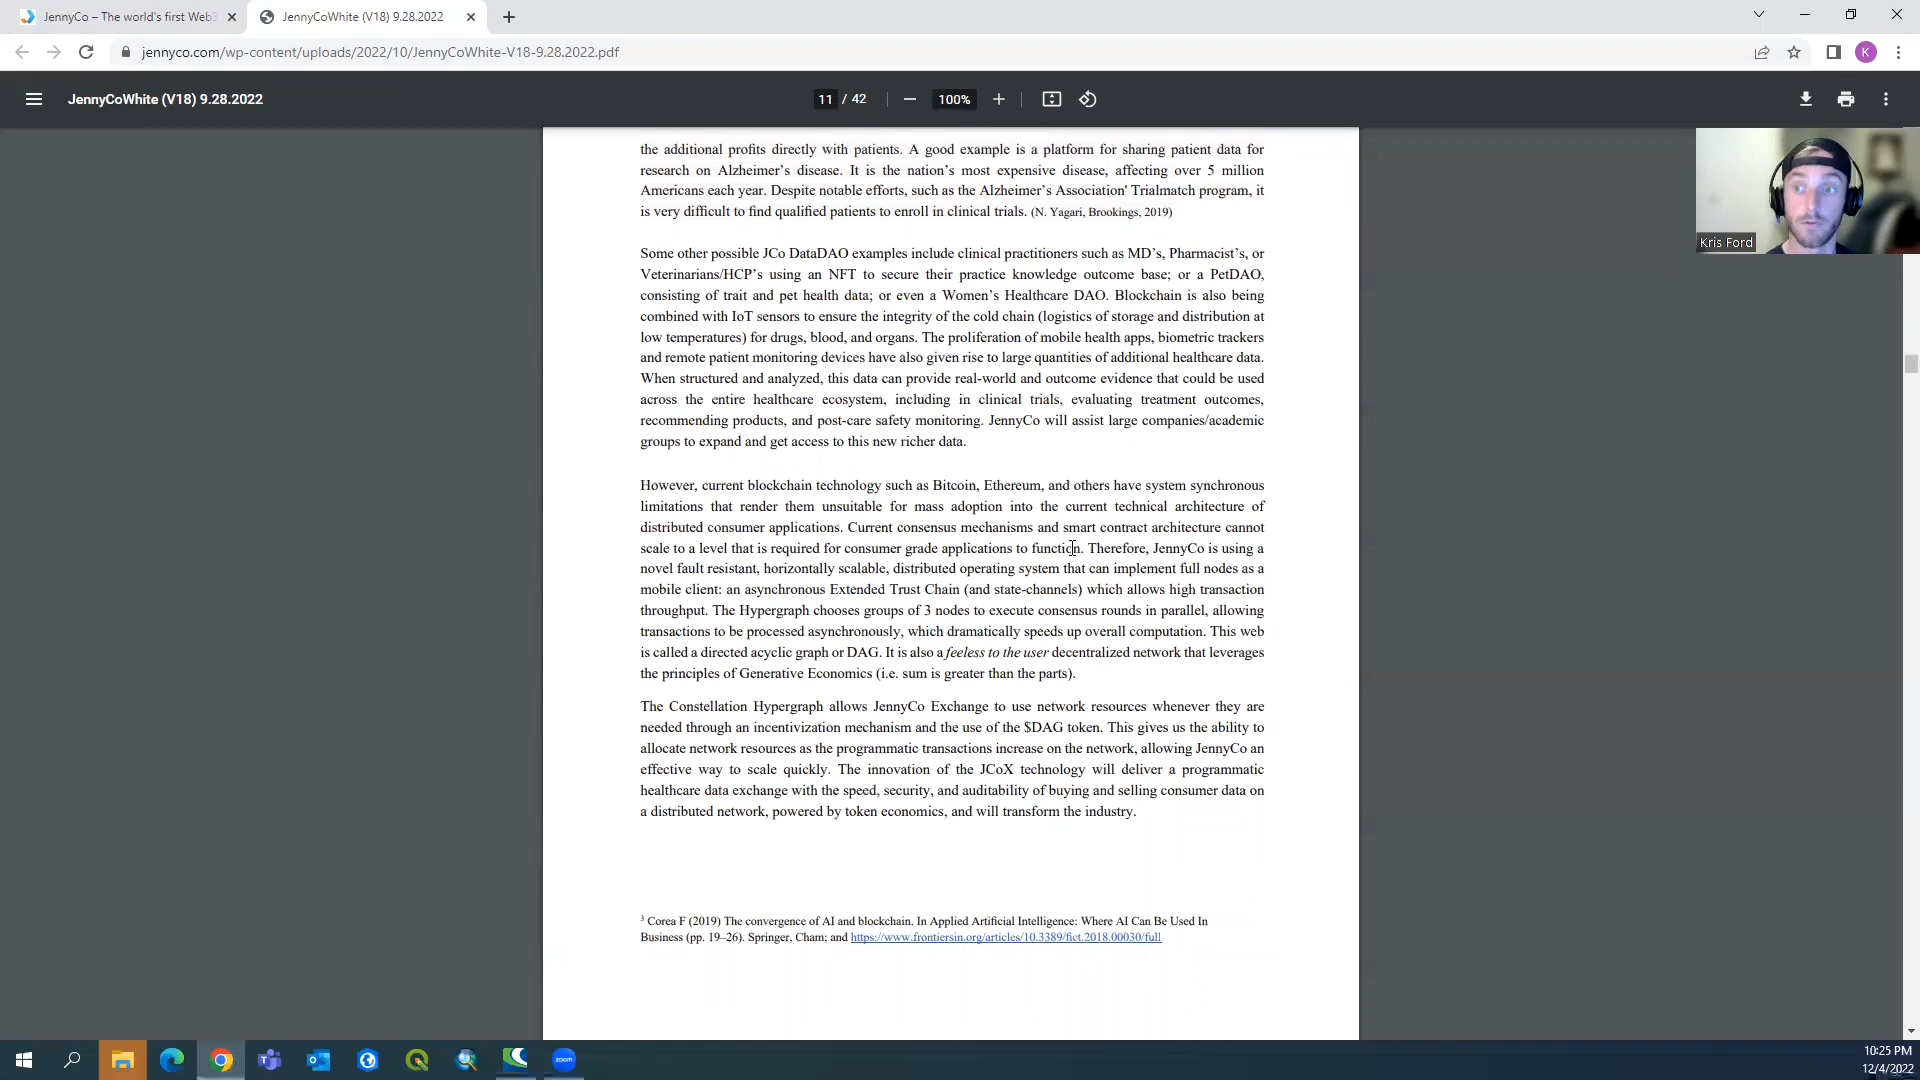 JennyCo – The world's first Web3
JennyCoWhite (V18) 9.28.2022
jennyco.com/wp-content/uploads/2022/10/JennyCoWhite-V18-9.28.2022.pdf
K
JennyCoWhite (V18) 9.28.2022
11 / 42
100%
the additional profits directly with patients. A good example is a platform for sharing patient data for
research on Alzheimer's disease. It is the nation's most expensive disease, affecting over 5 million
Americans each year. Despite notable efforts, such as the Alzheimer's Association' Trialmatch program, it
is very difficult to find qualified patients to enroll in clinical trials. (N. Yagari, Brookings, 2019)
Kris Ford
Some other possible JCo DataDAO examples include clinical practitioners such as MD's, Pharmacist's, or
Veterinarians/HCP's using an NFT to secure their practice knowledge outcome base; or a PetDAO,
consisting of trait and pet health data; or even a Women's Healthcare DAO. Blockchain is also being
combined with IoT sensors to ensure the integrity of the cold chain (logistics of storage and distribution at
low temperatures) for drugs, blood, and organs. The proliferation of mobile health apps, biometric trackers
and remote patient monitoring devices have also given rise to large quantities of additional healthcare data.
When structured and analyzed, this data can provide real-world and outcome evidence that could be used
across the entire healthcare ecosystem, including in clinical trials, evaluating treatment outcomes,
recommending products, and post-care safety monitoring. JennyCo will assist large companies/academic
groups to expand and get access to this new richer data.
However, current blockchain technology such as Bitcoin, Ethereum, and others have system synchronous
limitations that render them unsuitable for mass adoption into the current technical architecture of
distributed consumer applications. Current consensus mechanisms and smart contract architecture cannot
scale to a level that is required for consumer grade applications to function. Therefore, JennyCo is using a
novel fault resistant, horizontally scalable, distributed operating system that can implement full nodes as a
mobile client: an asynchronous Extended Trust Chain (and state-channels) which allows high transaction
throughput. The Hypergraph chooses groups of 3 nodes to execute consensus rounds in parallel, allowing
transactions to be processed asynchronously, which dramatically speeds up overall computation. This web
is called a directed acyclic graph or DAG. It is also a feeless to the user decentralized network that leverages
the principles of Generative Economics (i.e. sum is greater than the parts).
The Constellation Hypergraph allows JennyCo Exchange to use network resources whenever they are
needed through an incentivization mechanism and the use of the $DAG token. This gives us the ability to
allocate network resources as the programmatic transactions increase on the network, allowing JennyCo an
effective way to scale quickly. The innovation of the JCoX technology will deliver a programmatic
healthcare data exchange with the speed, security, and auditability of buying and selling consumer data on
a distributed network, powered by token economics, and will transform the industry.
3 Corea F (2019) The convergence of AI and blockchain. In Applied Artificial Intelligence: Where AI Can Be Used In
Business (pp. 19–26). Springer, Cham; and https://www.frontiersin.org/articles/10.3389/fict.2018.00030/full
zoom
10:25 PM
12/4/2022